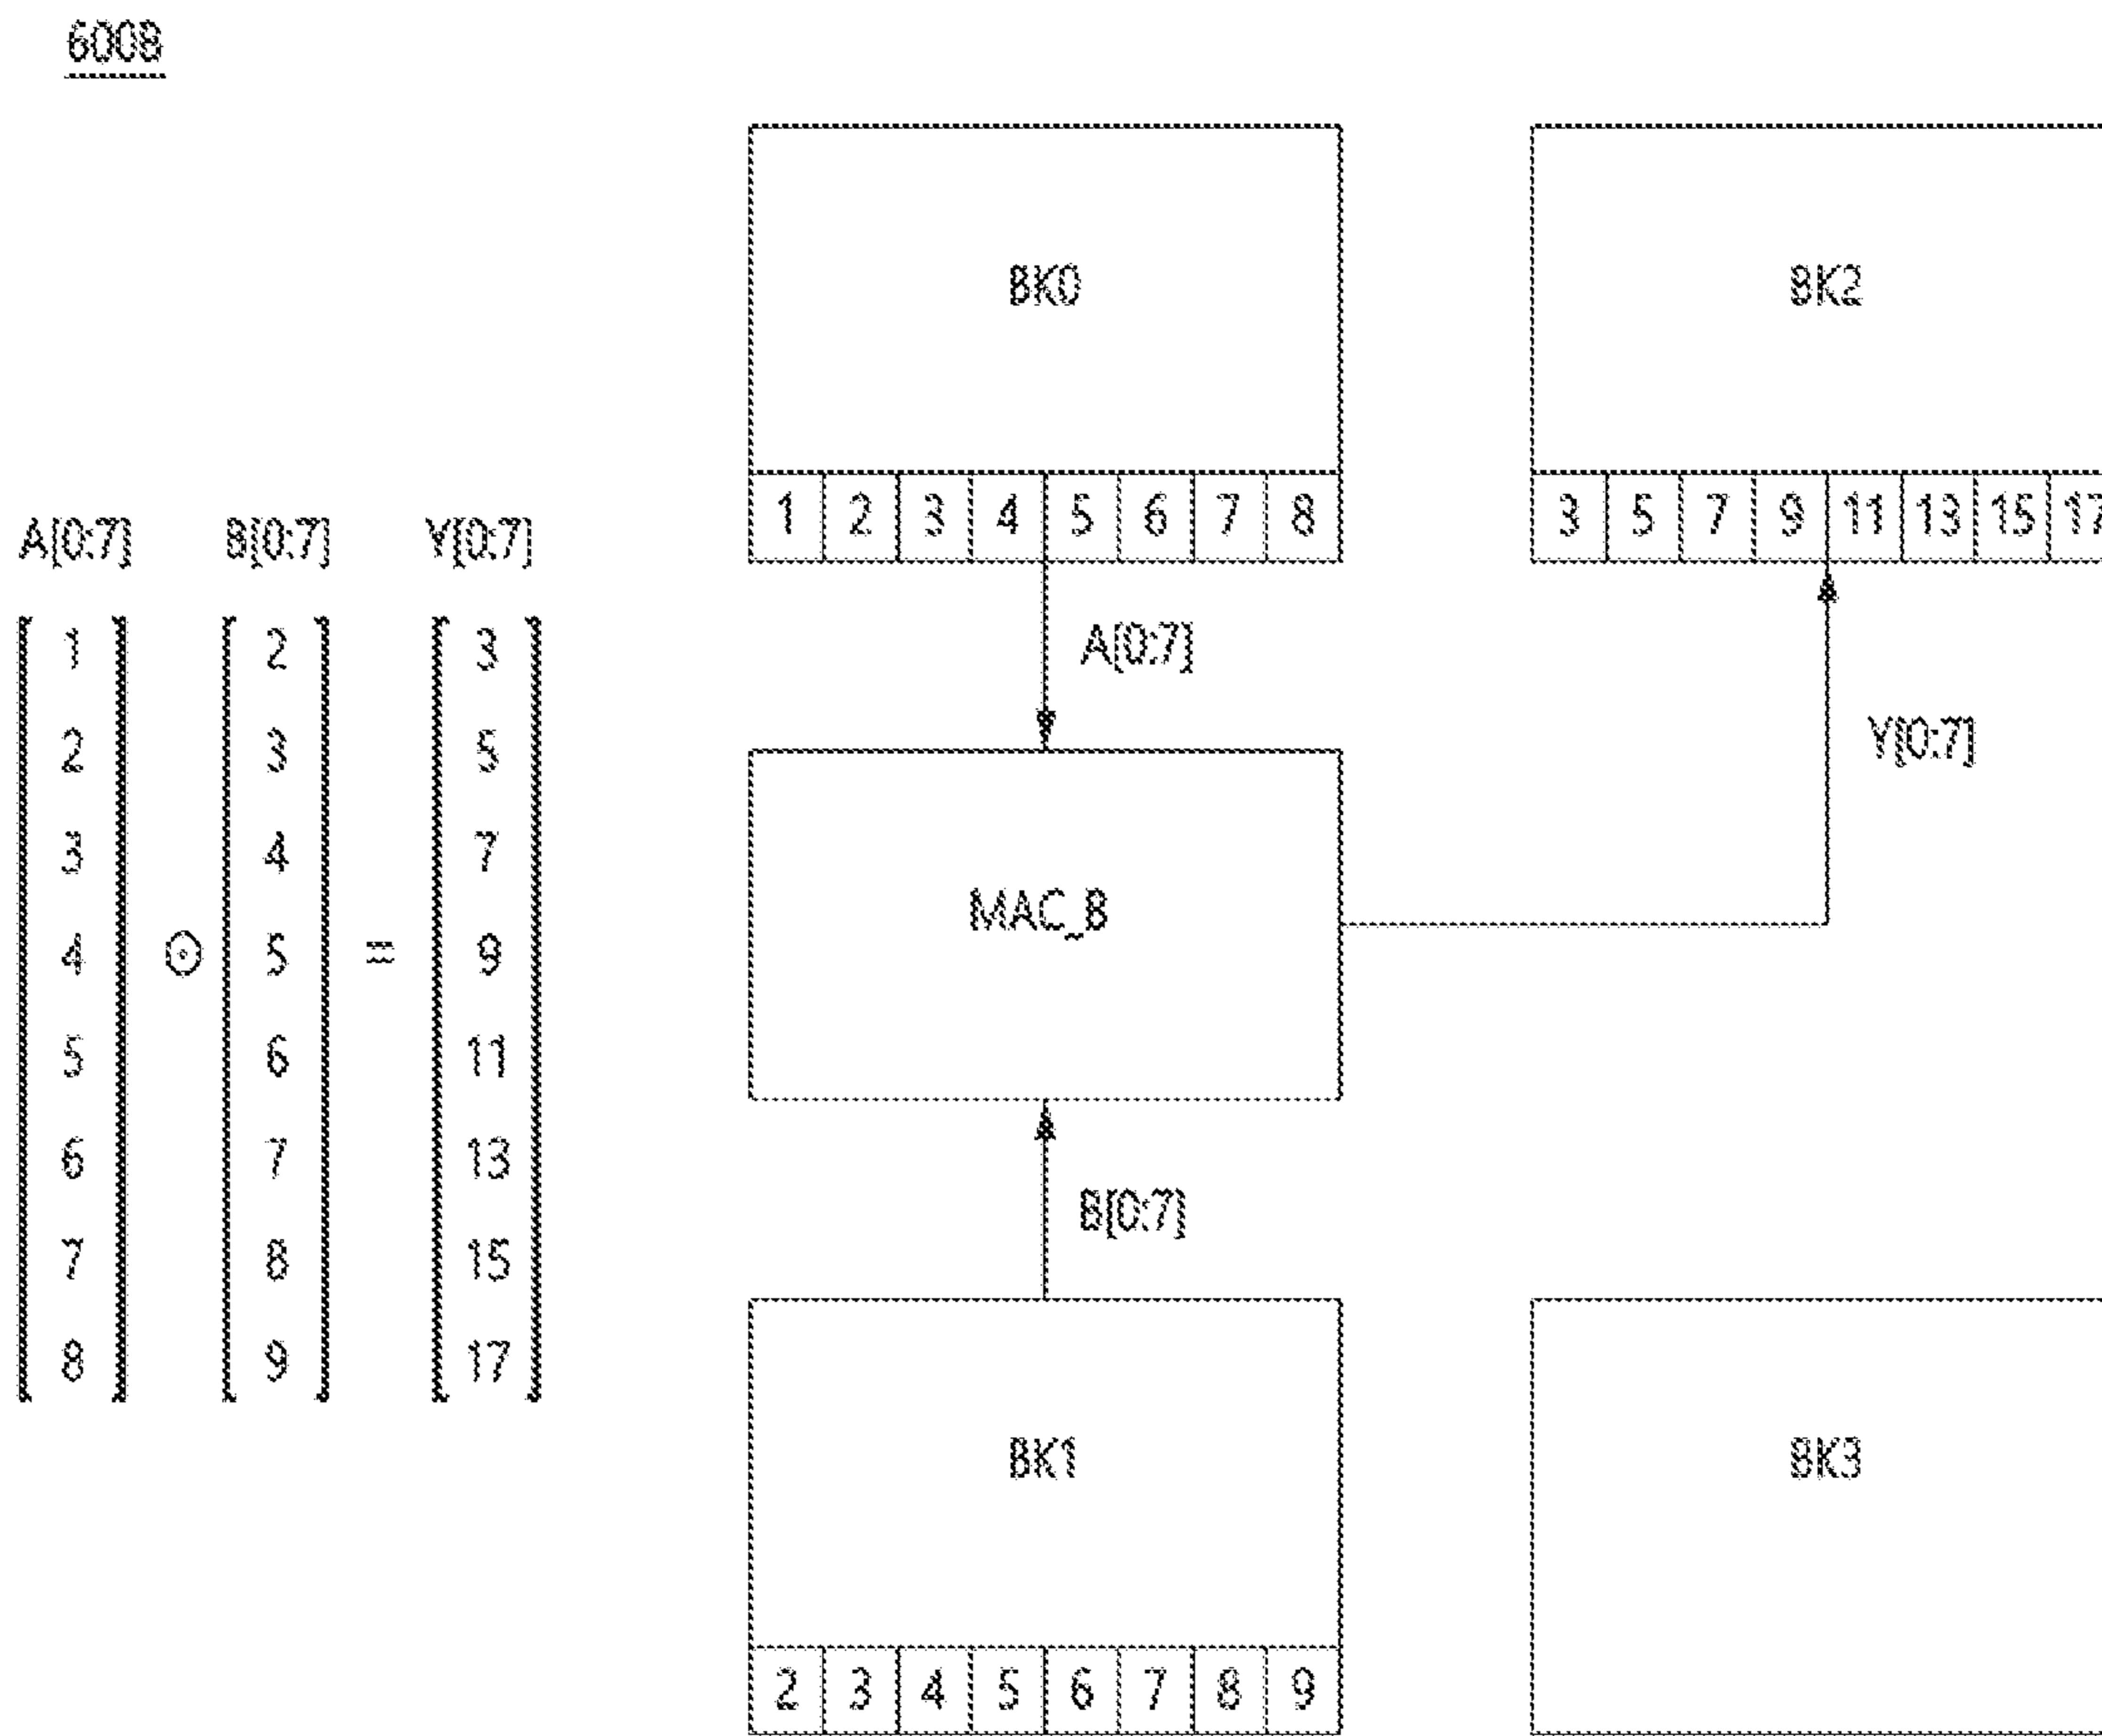 600B
BK0
BK2
1 2 3 4 5 6 7 8
3 5 7 9 11 13 15 17
A[0:7] B[0:7] Y[0:7]
1 2 3
2 3 5
3 4 7
4 ⊙ 5 = 9
5 6 11
6 7 13
7 8 15
8 9 17
A[0:7]
Y[0:7]
MAC_B
B[0:7]
BK1
BK3
2 3 4 5 6 7 8 9